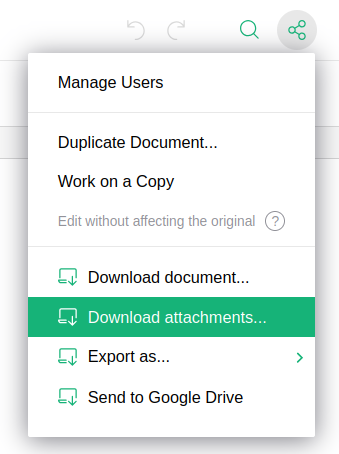 Manage Users
Duplicate Document...
Work on a Copy
Edit without affecting the original ?
Download document...
Download attachments...
Export as...
Send to Google Drive